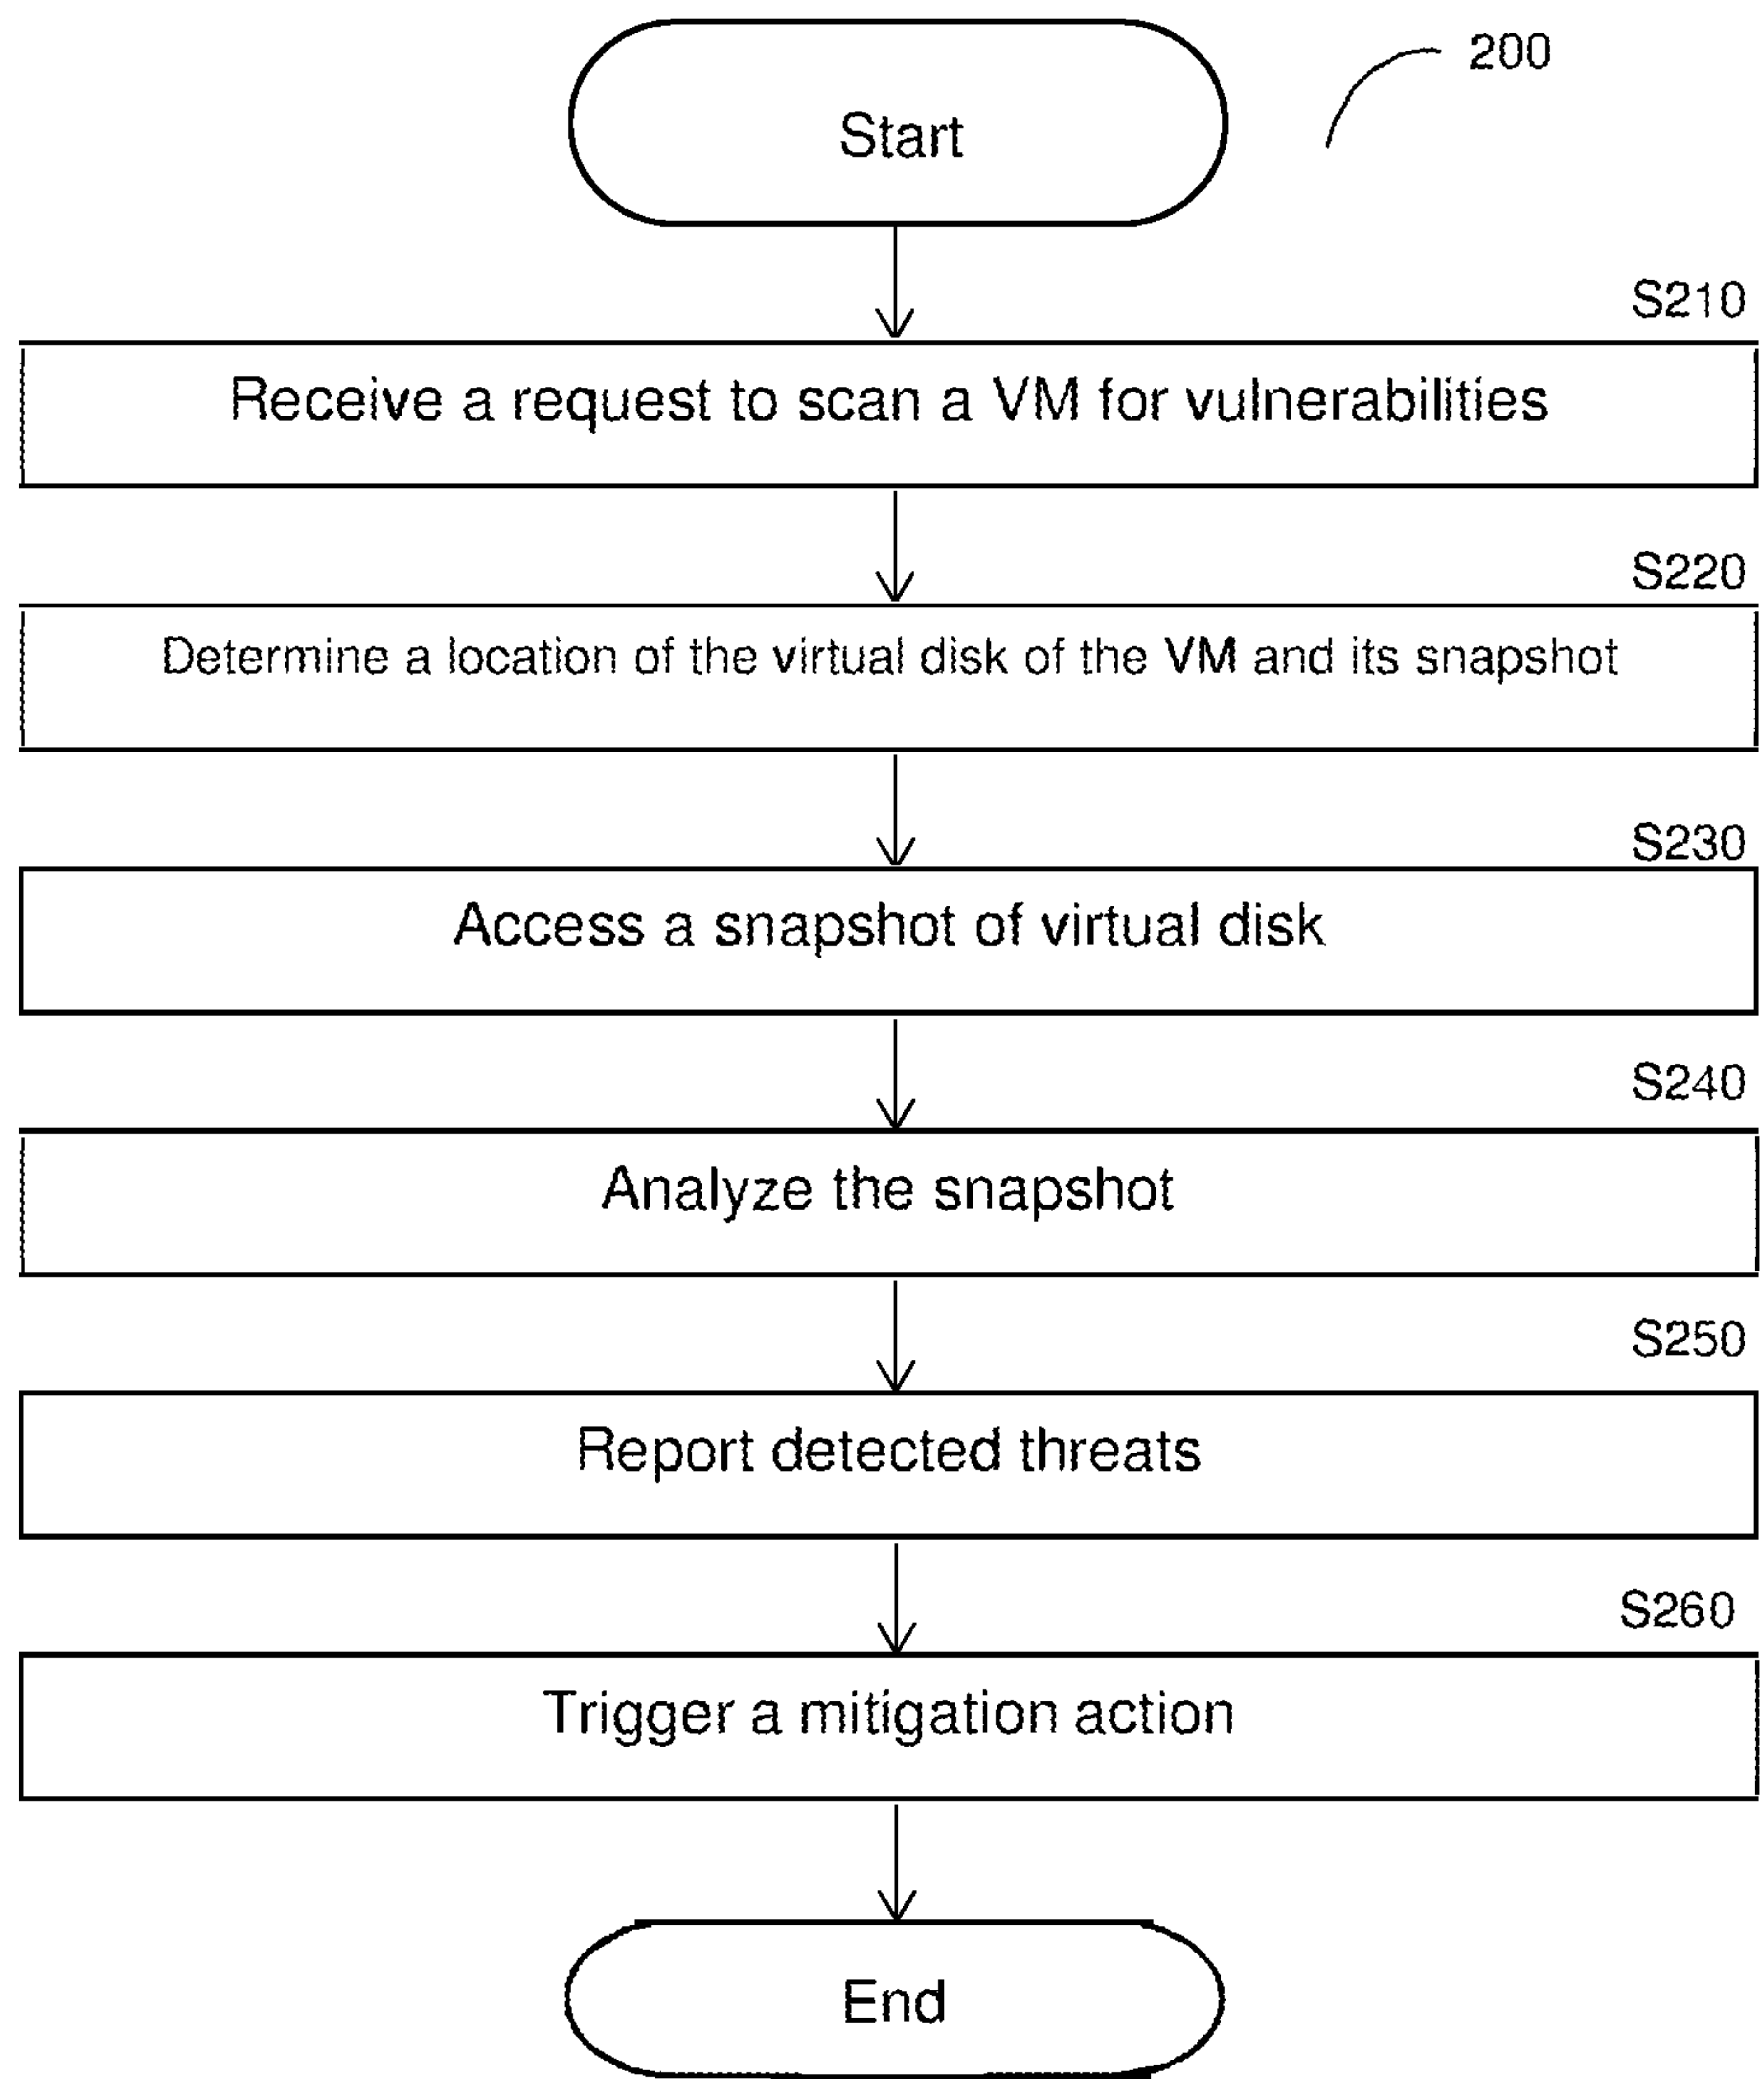 Start
200
S210
Receive a request to scan a VM for vulnerabilities
S220
Determine a location of the virtual disk of the VM and its snapshot
S230
Access a snapshot of virtual disk
S240
Analyze the snapshot
S250
Report detected threats
S260
Trigger a mitigation action
End